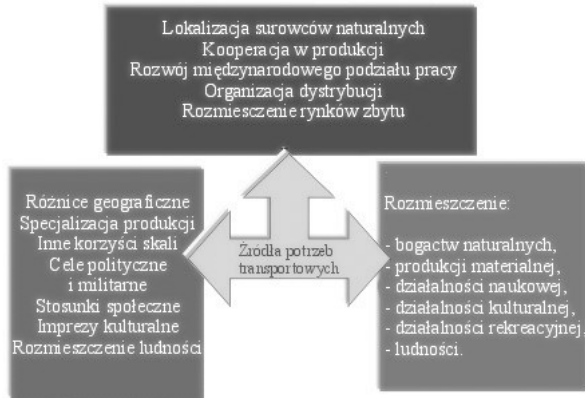 Lokalizacja surowców naturalnych
Kooperacja w produkcji
Rozwój międzynarodowego podziału pracy
Organizacja dystrybucji
Rozmiesczenie rynków zbytu
Różnice geograficzne
Specjalizacja produkcji
Inne korzyści skali
Cele polityczne
i militarne
Stosunki społeczne
Imprezy kulturalne
Rozmieszczenie ludności
Źródła potrzeb
transportowych
Rozmieszczenie:
- bogactw naturalnych,
- produkcji materialnej,
- działalności naukowej,
- działalności kulturalnej,
- działalności rekreacyjnej,
- ludności.